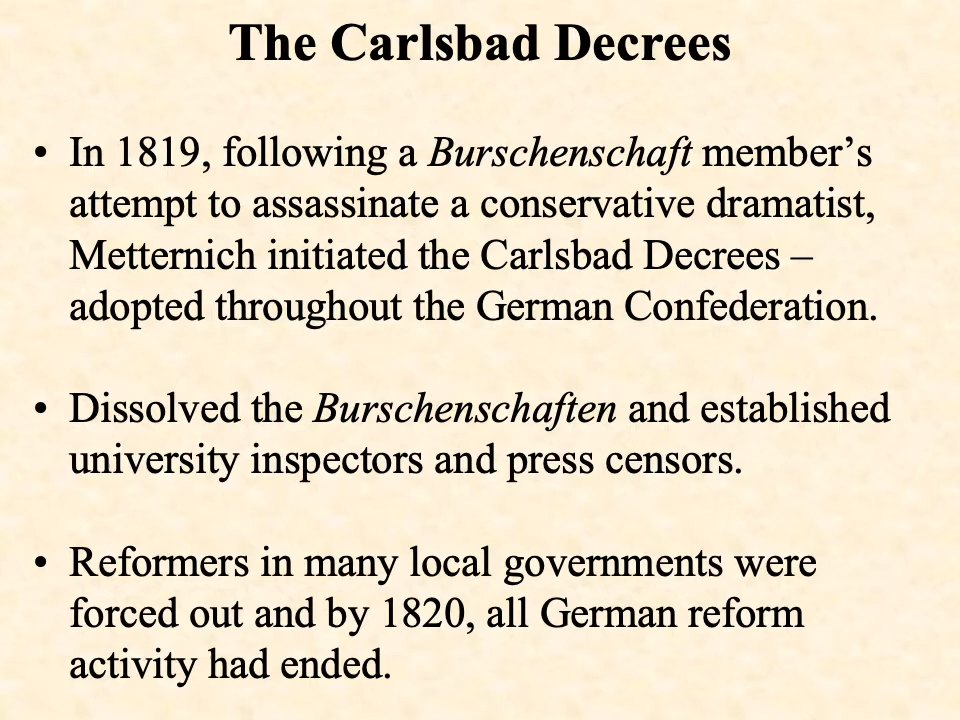 The Carlsbad Decrees
• In 1819, following a Burschenschaft member’s
attempt to assassinate a conservative dramatist,
Metternich initiated the Carlsbad Decrees –
adopted throughout the German Confederation.
• Dissolved the Burschenschaften and established
university inspectors and press censors.
• Reformers in many local governments were
forced out and by 1820, all German reform
activity had ended.